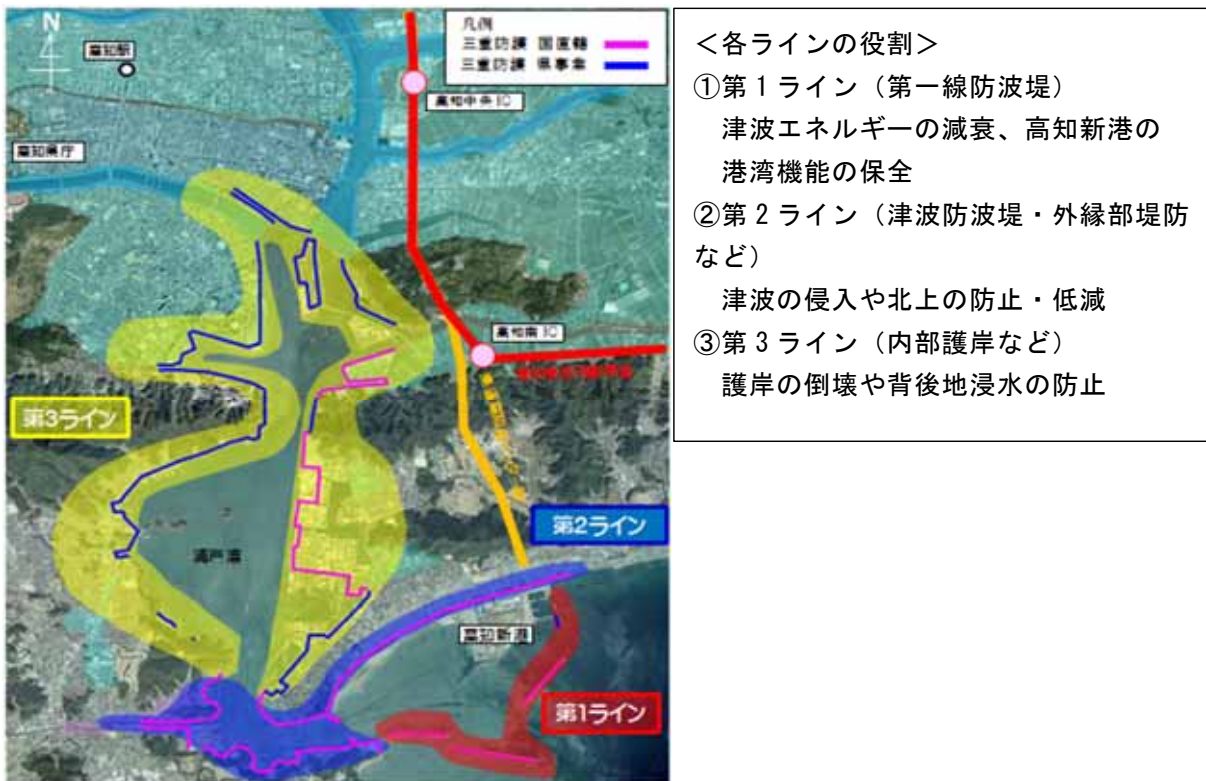 N
高知駅
高知県庁
凡例
三重防護 国直轄
三重防護 県事業
高知中央IC
高知南IC
第3ライン
第2ライン
浦戸湾
高知新港
第1ライン
＜各ラインの役割＞
①第1ライン（第一線防波堤）
津波エネルギーの減衰、高知新港の
港湾機能の保全
②第2ライン（津波防波堤・外縁部堤防
など）
津波の侵入や北上の防止・低減
③第3ライン（内部護岸など）
護岸の倒壊や背後地浸水の防止